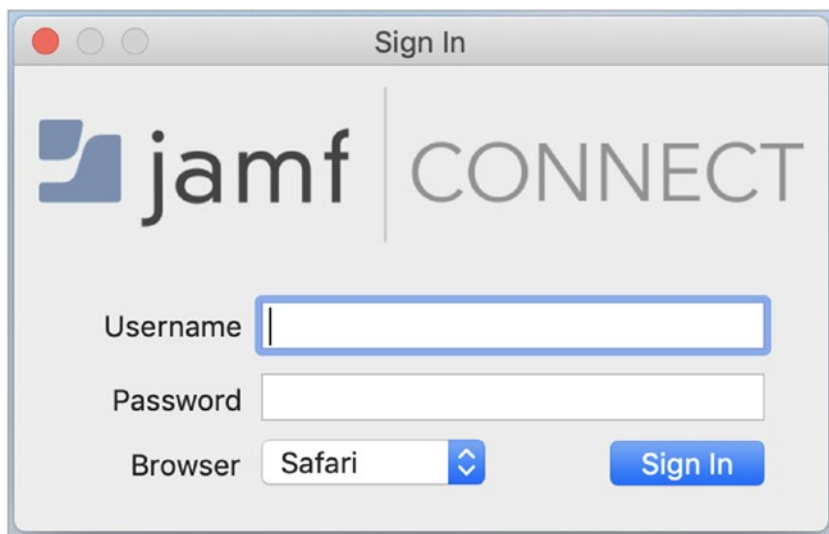 Sign In
jamf CONNECT
Username
Password
Browser Safari Sign In